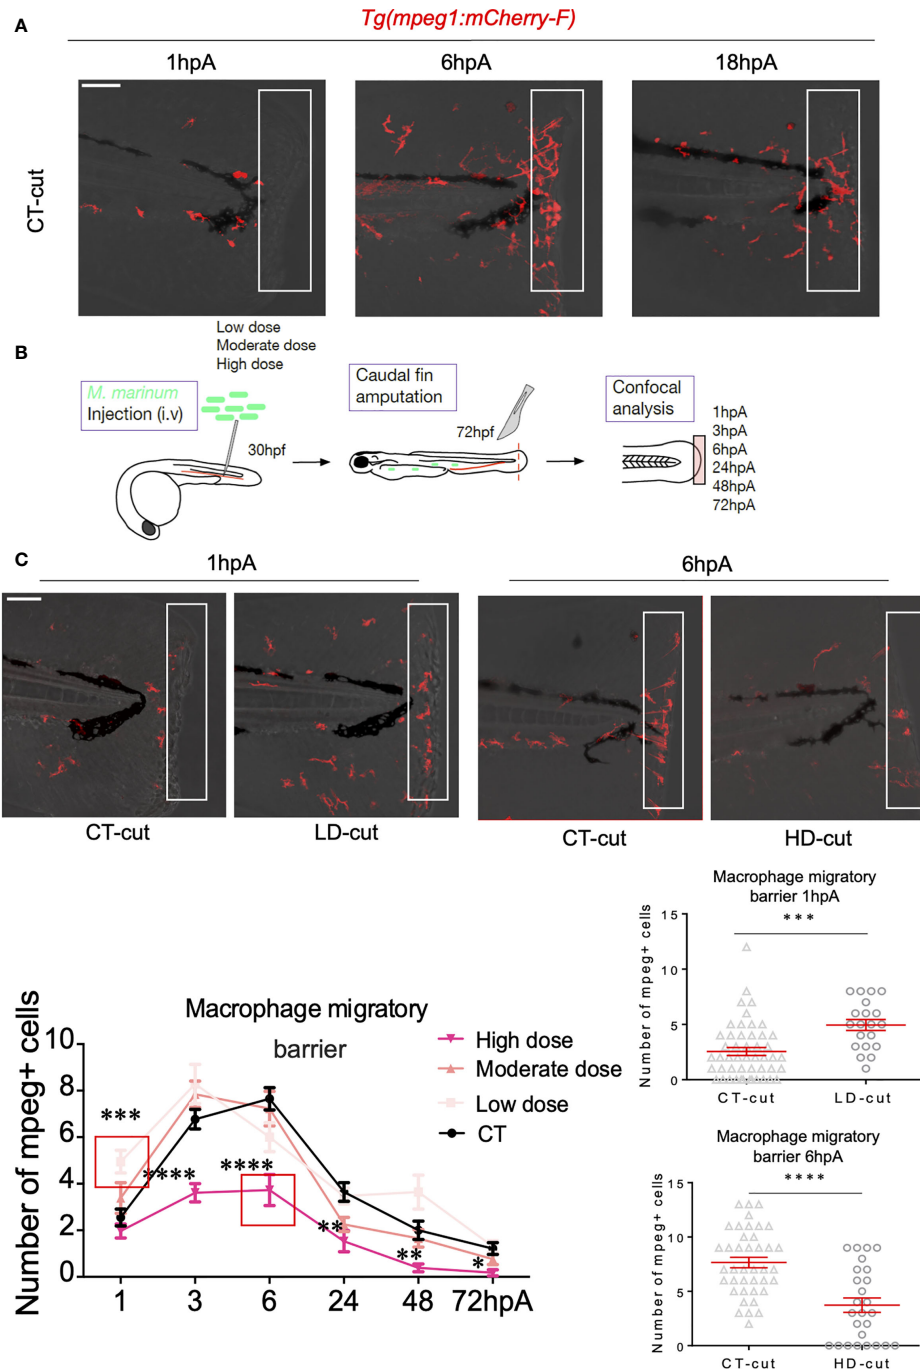 A
Tg(mpeg1:mCherry-F)
1hpA 6hpA 18hpA
CT-cut
B
Low dose
Moderate dose
High dose
M. marinum
Injection (i.v)
30hpf
Caudal fin
amputation
72hpf
Confocal
analysis
1hpA
3hpA
6hpA
24hpA
48hpA
72hpA
C
1hpA 6hpA
CT-cut LD-cut CT-cut HD-cut
Macrophage migratory
barrier
Number of mpeg+ cells
10
8
6
4
2
0
1 3 6 24 48 72hpA
***
****
****
**
**
*
High dose
Moderate dose
Low dose
CT
Macrophage migratory
barrier 1hpA
***
Number of mpeg+ cells
15
10
5
0
CT-cut LD-cut
Macrophage migratory
barrier 6hpA
****
Number of mpeg+ cells
15
10
5
0
CT-cut HD-cut